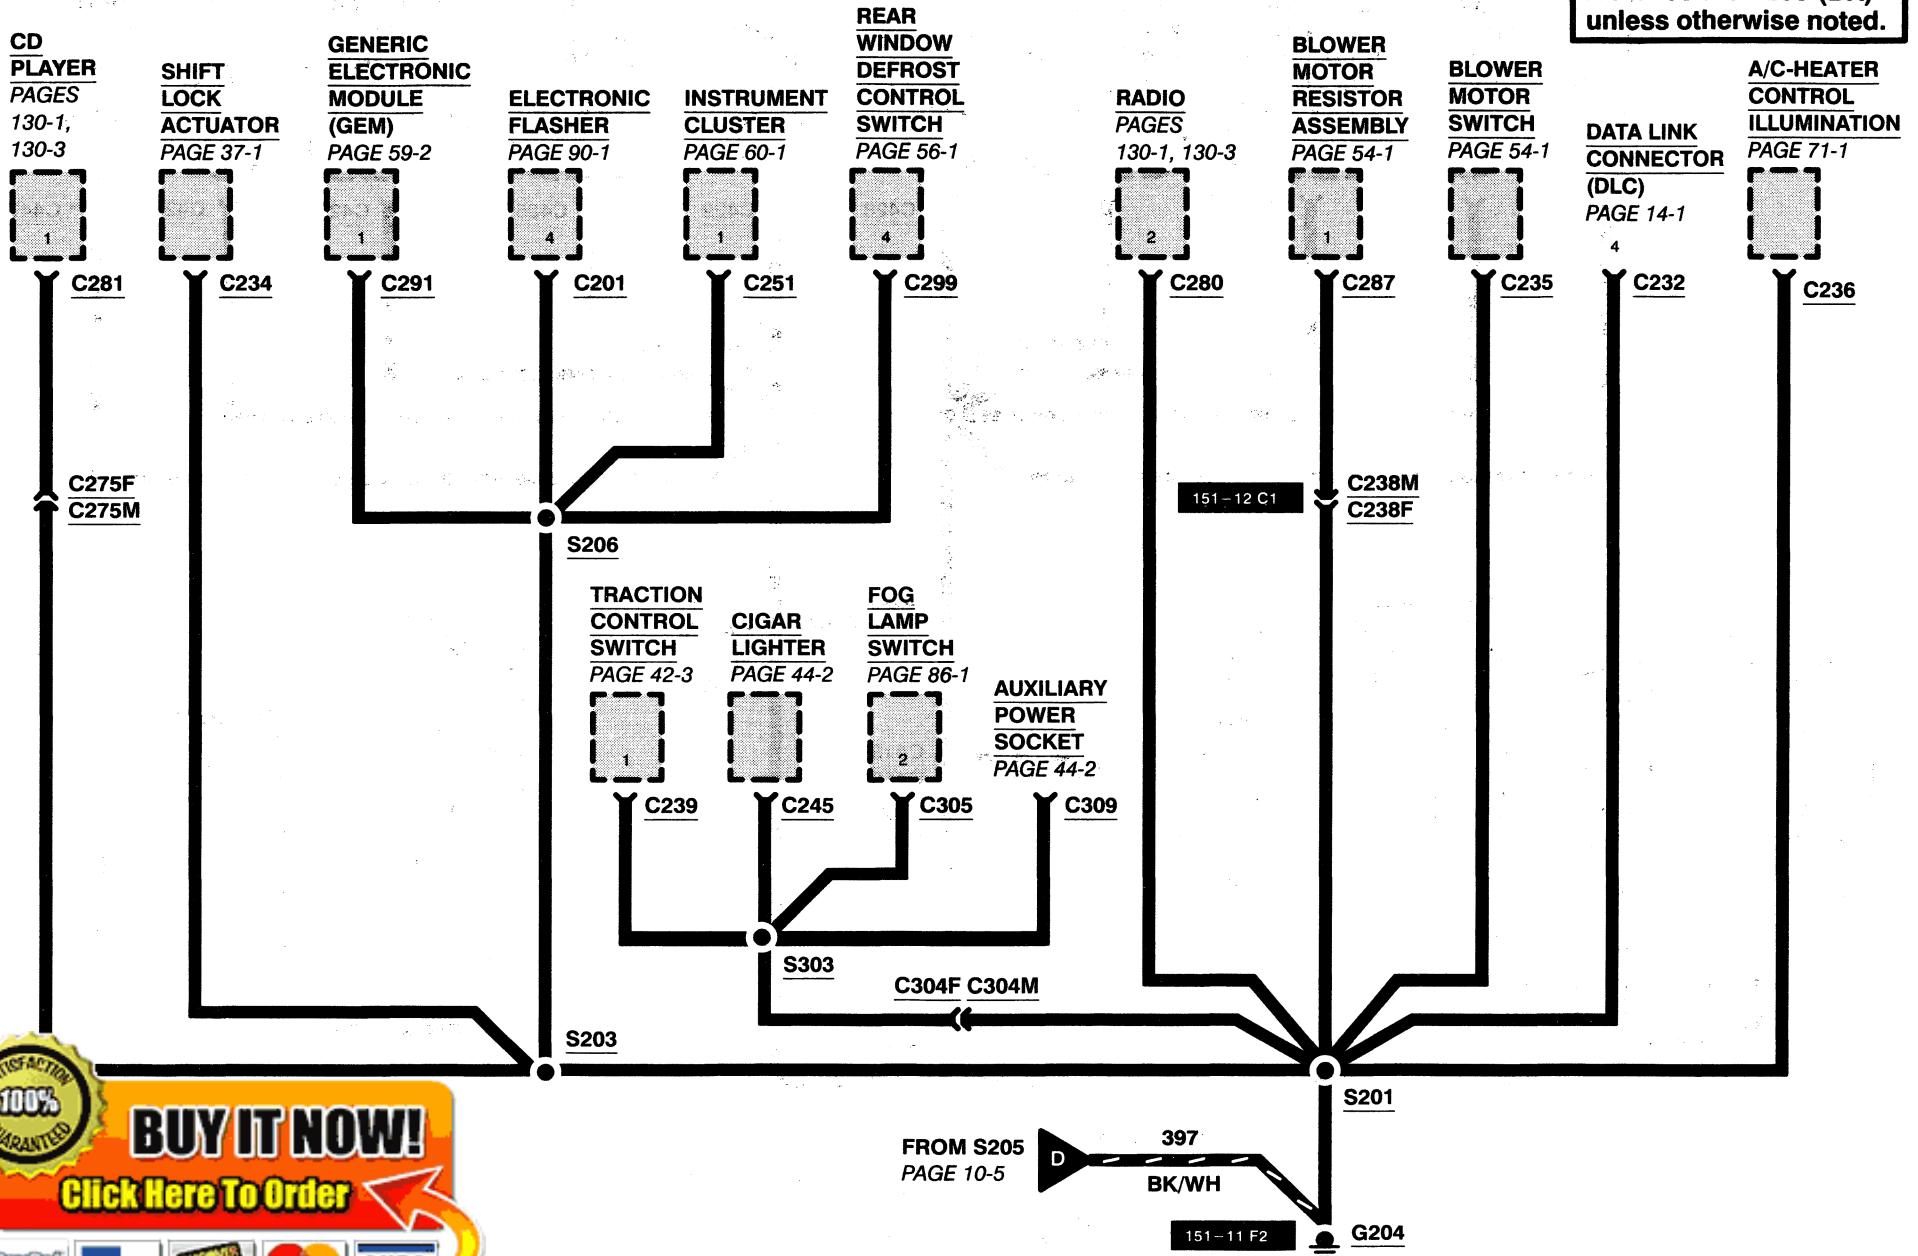 unless otherwise noted.
CD
PLAYER
PAGES
130-1,
130-3
1
C281
SHIFT
LOCK
ACTUATOR
PAGE 37-1
C234
GENERIC
ELECTRONIC
MODULE
(GEM)
PAGE 59-2
1
C291
ELECTRONIC
FLASHER
PAGE 90-1
4
C201
INSTRUMENT
CLUSTER
PAGE 60-1
1
C251
REAR
WINDOW
DEFROST
CONTROL
SWITCH
PAGE 56-1
4
C299
RADIO
PAGES
130-1, 130-3
2
C280
BLOWER
MOTOR
RESISTOR
ASSEMBLY
PAGE 54-1
1
C287
BLOWER
MOTOR
SWITCH
PAGE 54-1
C235
DATA LINK
CONNECTOR
(DLC)
PAGE 14-1
4
C232
A/C-HEATER
CONTROL
ILLUMINATION
PAGE 71-1
C236
C275F
C275M
S206
151-12 C1
C238M
C238F
TRACTION
CONTROL
SWITCH
PAGE 42-3
1
C239
CIGAR
LIGHTER
PAGE 44-2
C245
FOG
LAMP
SWITCH
PAGE 86-1
2
C305
AUXILIARY
POWER
SOCKET
PAGE 44-2
C309
S303
C304F C304M
S203
S201
FROM S205
PAGE 10-5
D
397
BK/WH
151-11 F2
G204
100%
BUY IT NOW!
Click Here To Order